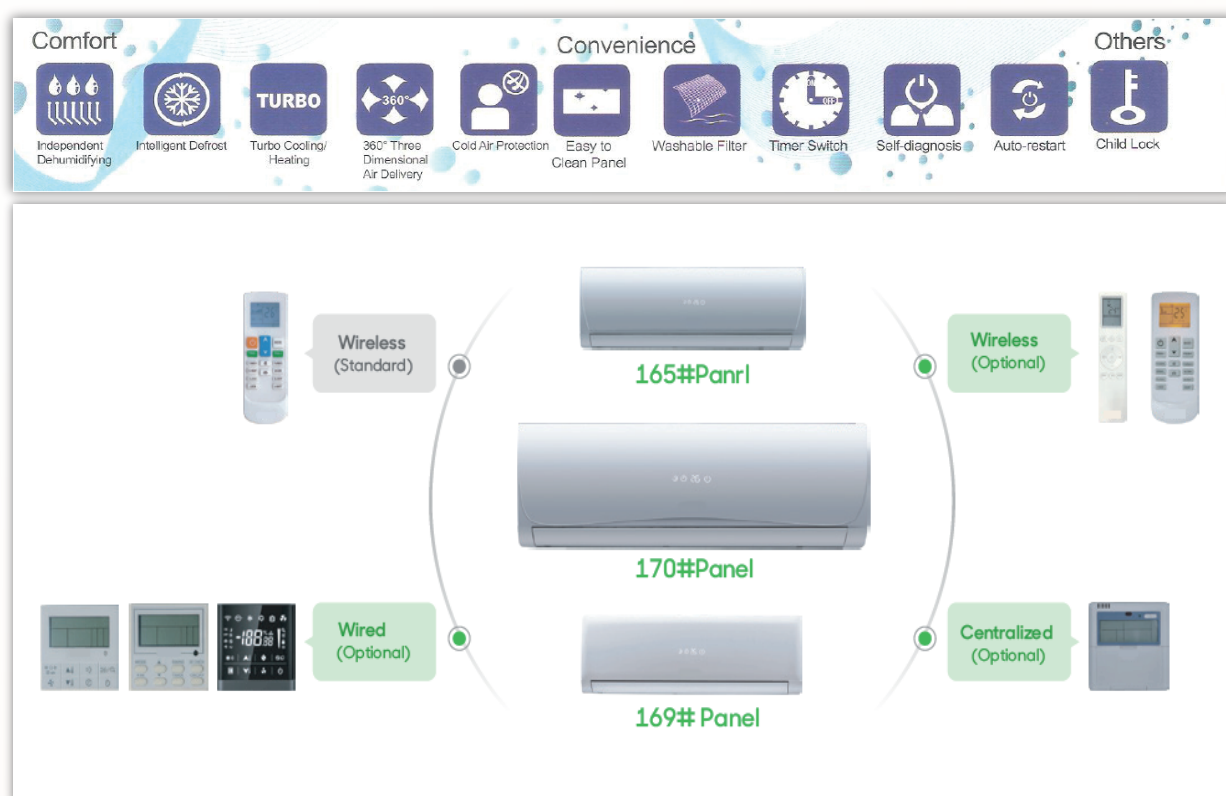 Comfort
Convenience
Others
TURBO
360°
ON
OFF
Independent
Dehumidifying
Intelligent Defrost
Turbo Cooling/
Heating
360° Three
Dimensional
Air Delivery
Cold Air Protection
Easy to
Clean Panel
Washable Filter
Timer Switch
Self-diagnosis
Auto-restart
Child Lock
Wireless
(Standard)
165#Panrl
Wireless
(Optional)
170#Panel
Wired
(Optional)
Centralized
(Optional)
169# Panel